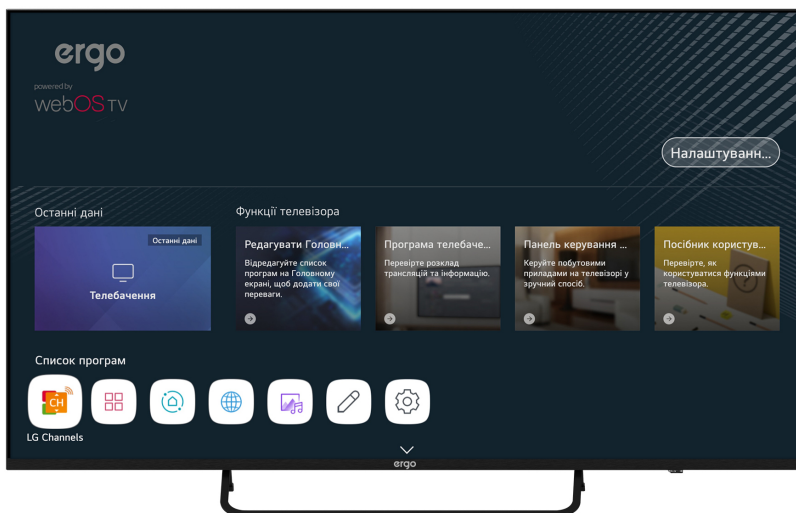 ergo
powered by
webOS TV
Налаштуванн...
Останні дані
Функції телевізора
Останні дані
Телебачення
Редагувати Головн...
Відредагуйте список
програм на Головному
екрані, щоб додати свої
переваги.
Програма телебаче...
Перевірте розклад
трансляцій та інформацію.
Панель керування ...
Керуйте побутовими
приладами на телевізорі у
зручний спосіб.
Посібник користув...
Перевірте, як
користуватися функціями
телевізора.
Список програм
CH
LG Channels
ergo